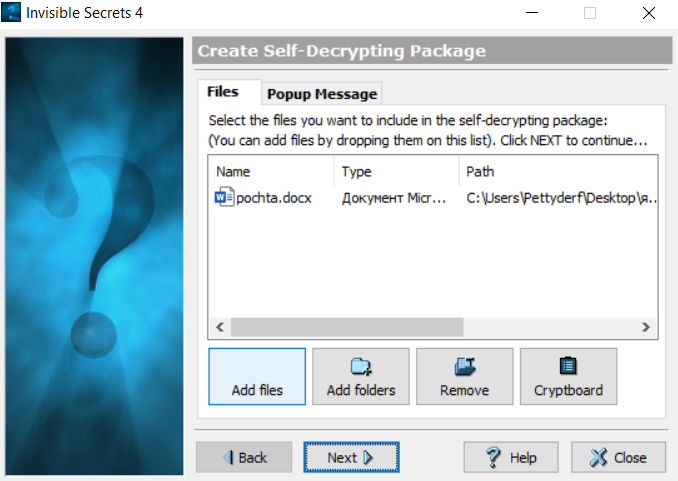 Invisible Secrets 4
Create Self-Decrypting Package
Files
Popup Message
Select the files you want to include in the self-decrypting package:
(You can add files by dropping them on this list). Click NEXT to continue...
Name Type Path
pochta.docx Документ Micr... C:\Users\Pettyderf\Desktop\я...
Add files Add folders Remove Cryptboard
Back Next Help Close